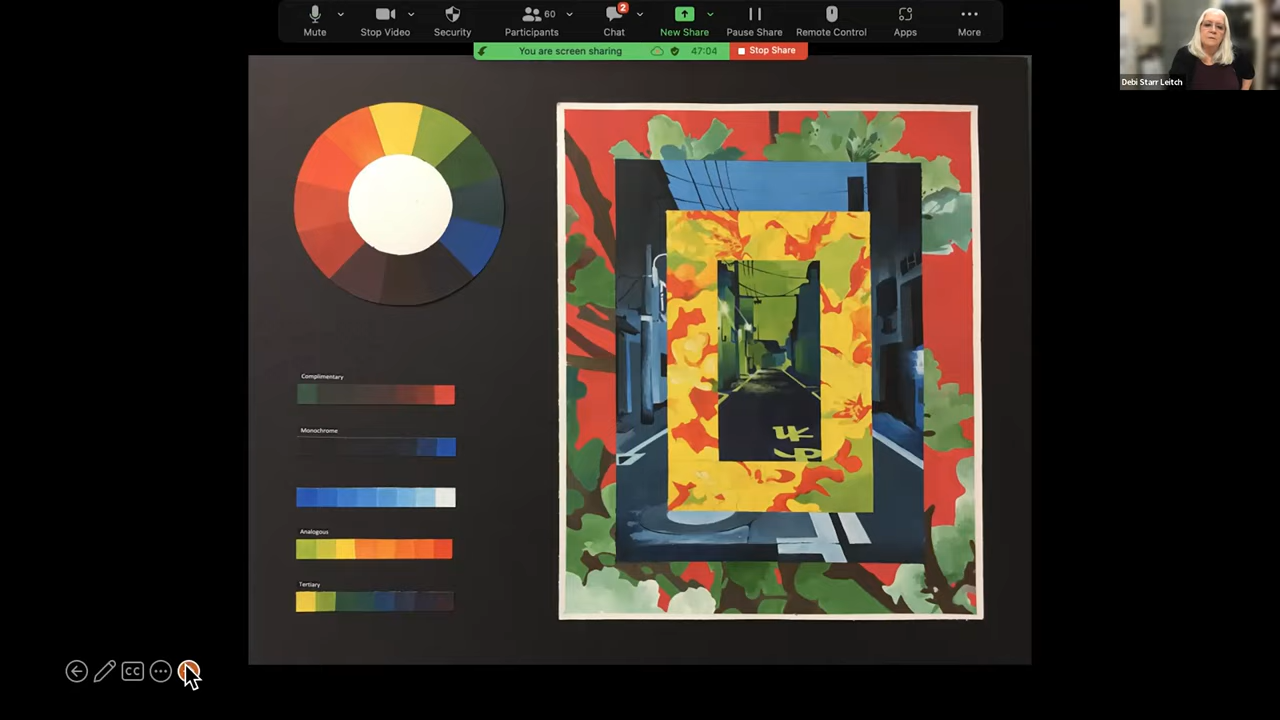 Mute
Stop Video
Security
60
Participants
2
Chat
New Share
Pause Share
Remote Control
Apps
More
You are screen sharing
47:04
Stop Share
Debi Starr Leitch
Complimentary
Monochrome
Analogous
Tertiary
CC